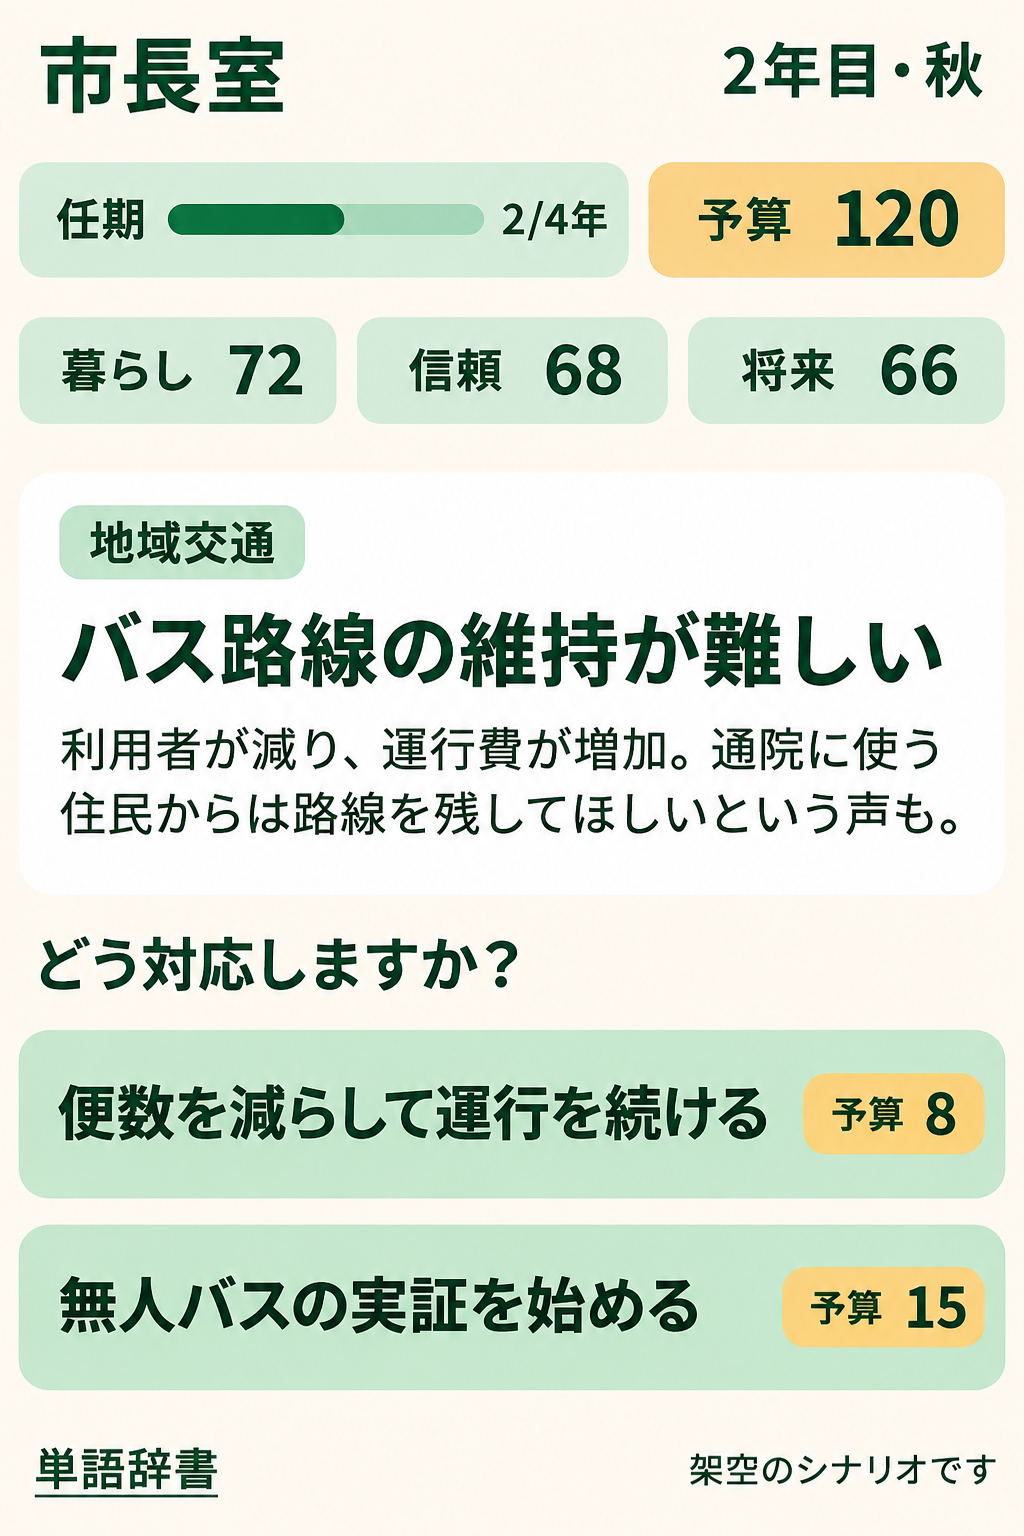 市長室
2年目・秋
任期 2/4年
予算 120
暮らし 72
信頼 68
将来 66
地域交通
バス路線の維持が難しい
利用者が減り、運行費が増加。通院に使う
住民からは路線を残してほしいという声も。
どう対応しますか？
便数を減らして運行を続ける
予算 8
無人バスの実証を始める
予算 15
単語辞書
架空のシナリオです